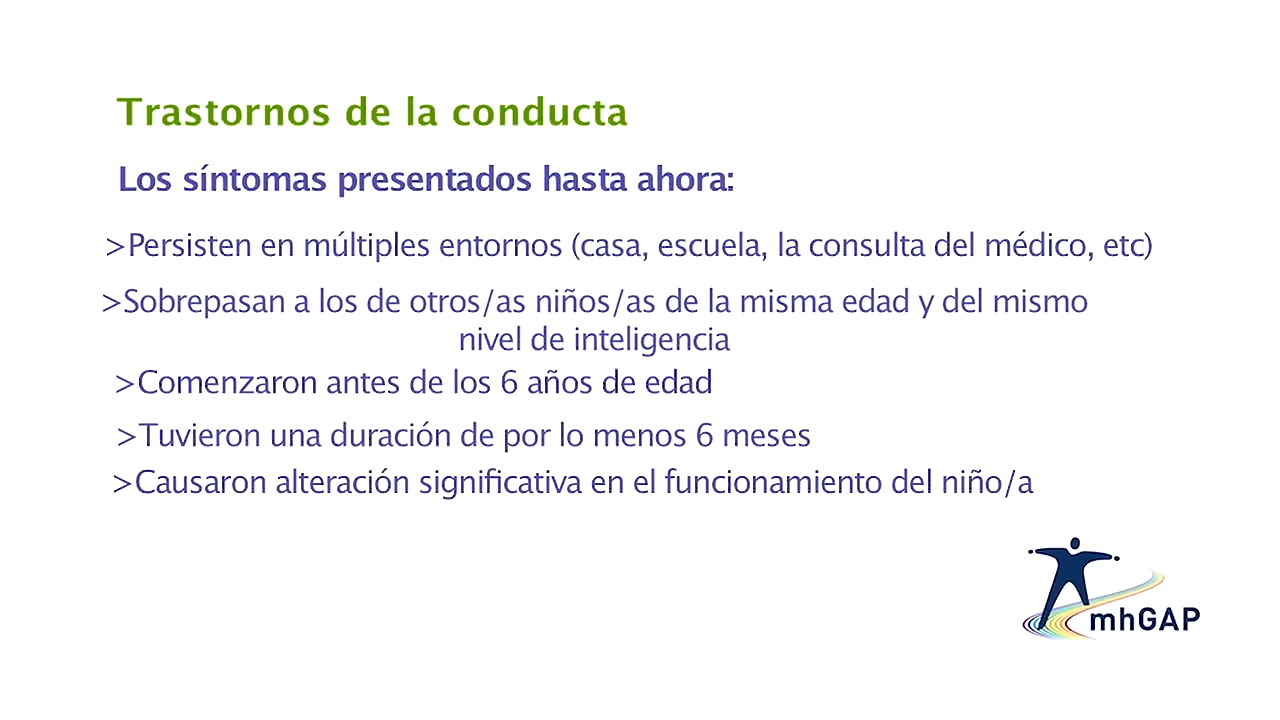 Trastornos de la conducta
Los síntomas presentados hasta ahora:
>Persisten en múltiples entornos (casa, escuela, la consulta del médico, etc)
>Sobrepasan a los de otros/as niños/as de la misma edad y del mismo
nivel de inteligencia
>Comenzaron antes de los 6 años de edad
>Tuvieron una duración de por lo menos 6 meses
>Causaron alteración significativa en el funcionamiento del niño/a
mhGAP